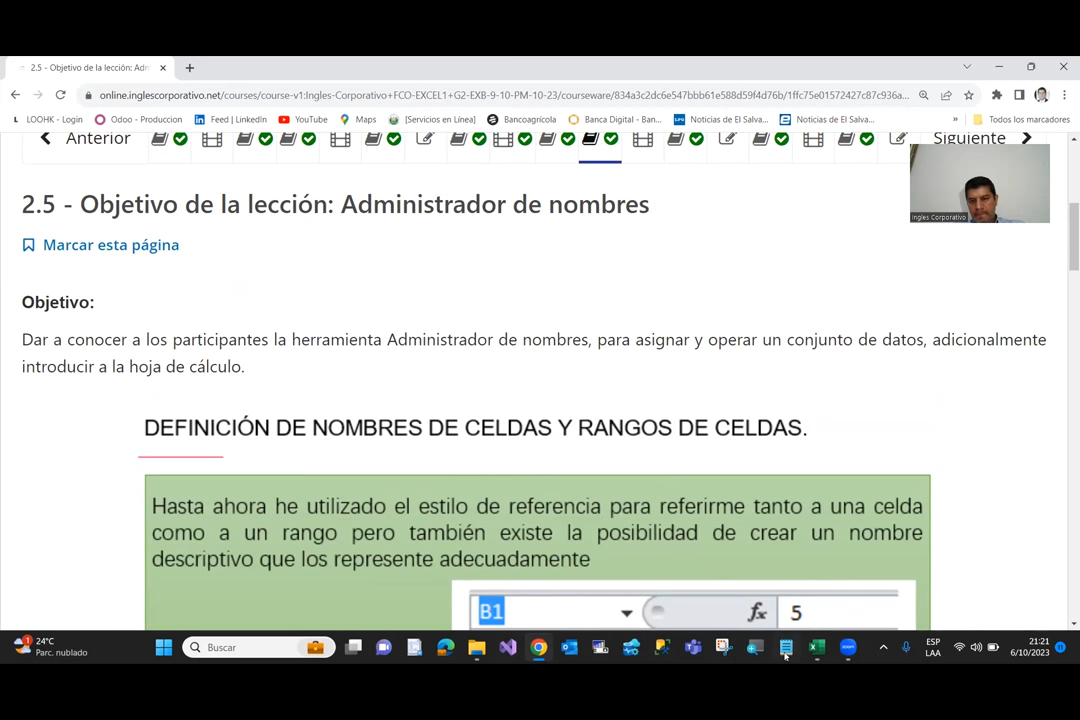 2.5 - Objetivo de la lección: Adm
online.inglescorporativo.net/courses/course-v1:Ingles-Corporativo+FCO-EXCEL1+G2-EXB-9-10-PM-10-23/courseware/834a3c2dc6e547bbb61e588d59f4d76b/1ffc75e01572427c87c936a...
LOOHK - Login
Odoo - Produccion
Feed | LinkedIn
YouTube
Maps
[Servicios en Línea]
Bancoagrícola
Banca Digital - Ban...
Noticias de El Salva...
Noticias de El Salva...
»
Todos los marcadores
Anterior
Siguiente
Ingles Corporativo
2.5 - Objetivo de la lección: Administrador de nombres
Marcar esta página
Objetivo:
Dar a conocer a los participantes la herramienta Administrador de nombres, para asignar y operar un conjunto de datos, adicionalmente
introducir a la hoja de cálculo.
DEFINICIÓN DE NOMBRES DE CELDAS Y RANGOS DE CELDAS.
Hasta ahora he utilizado el estilo de referencia para referirme tanto a una celda
como a un rango pero también existe la posibilidad de crear un nombre
descriptivo que los represente adecuadamente
B1
fx
5
1
24°C
Parc. nublado
Buscar
ESP
LAA
21:21
6/10/2023